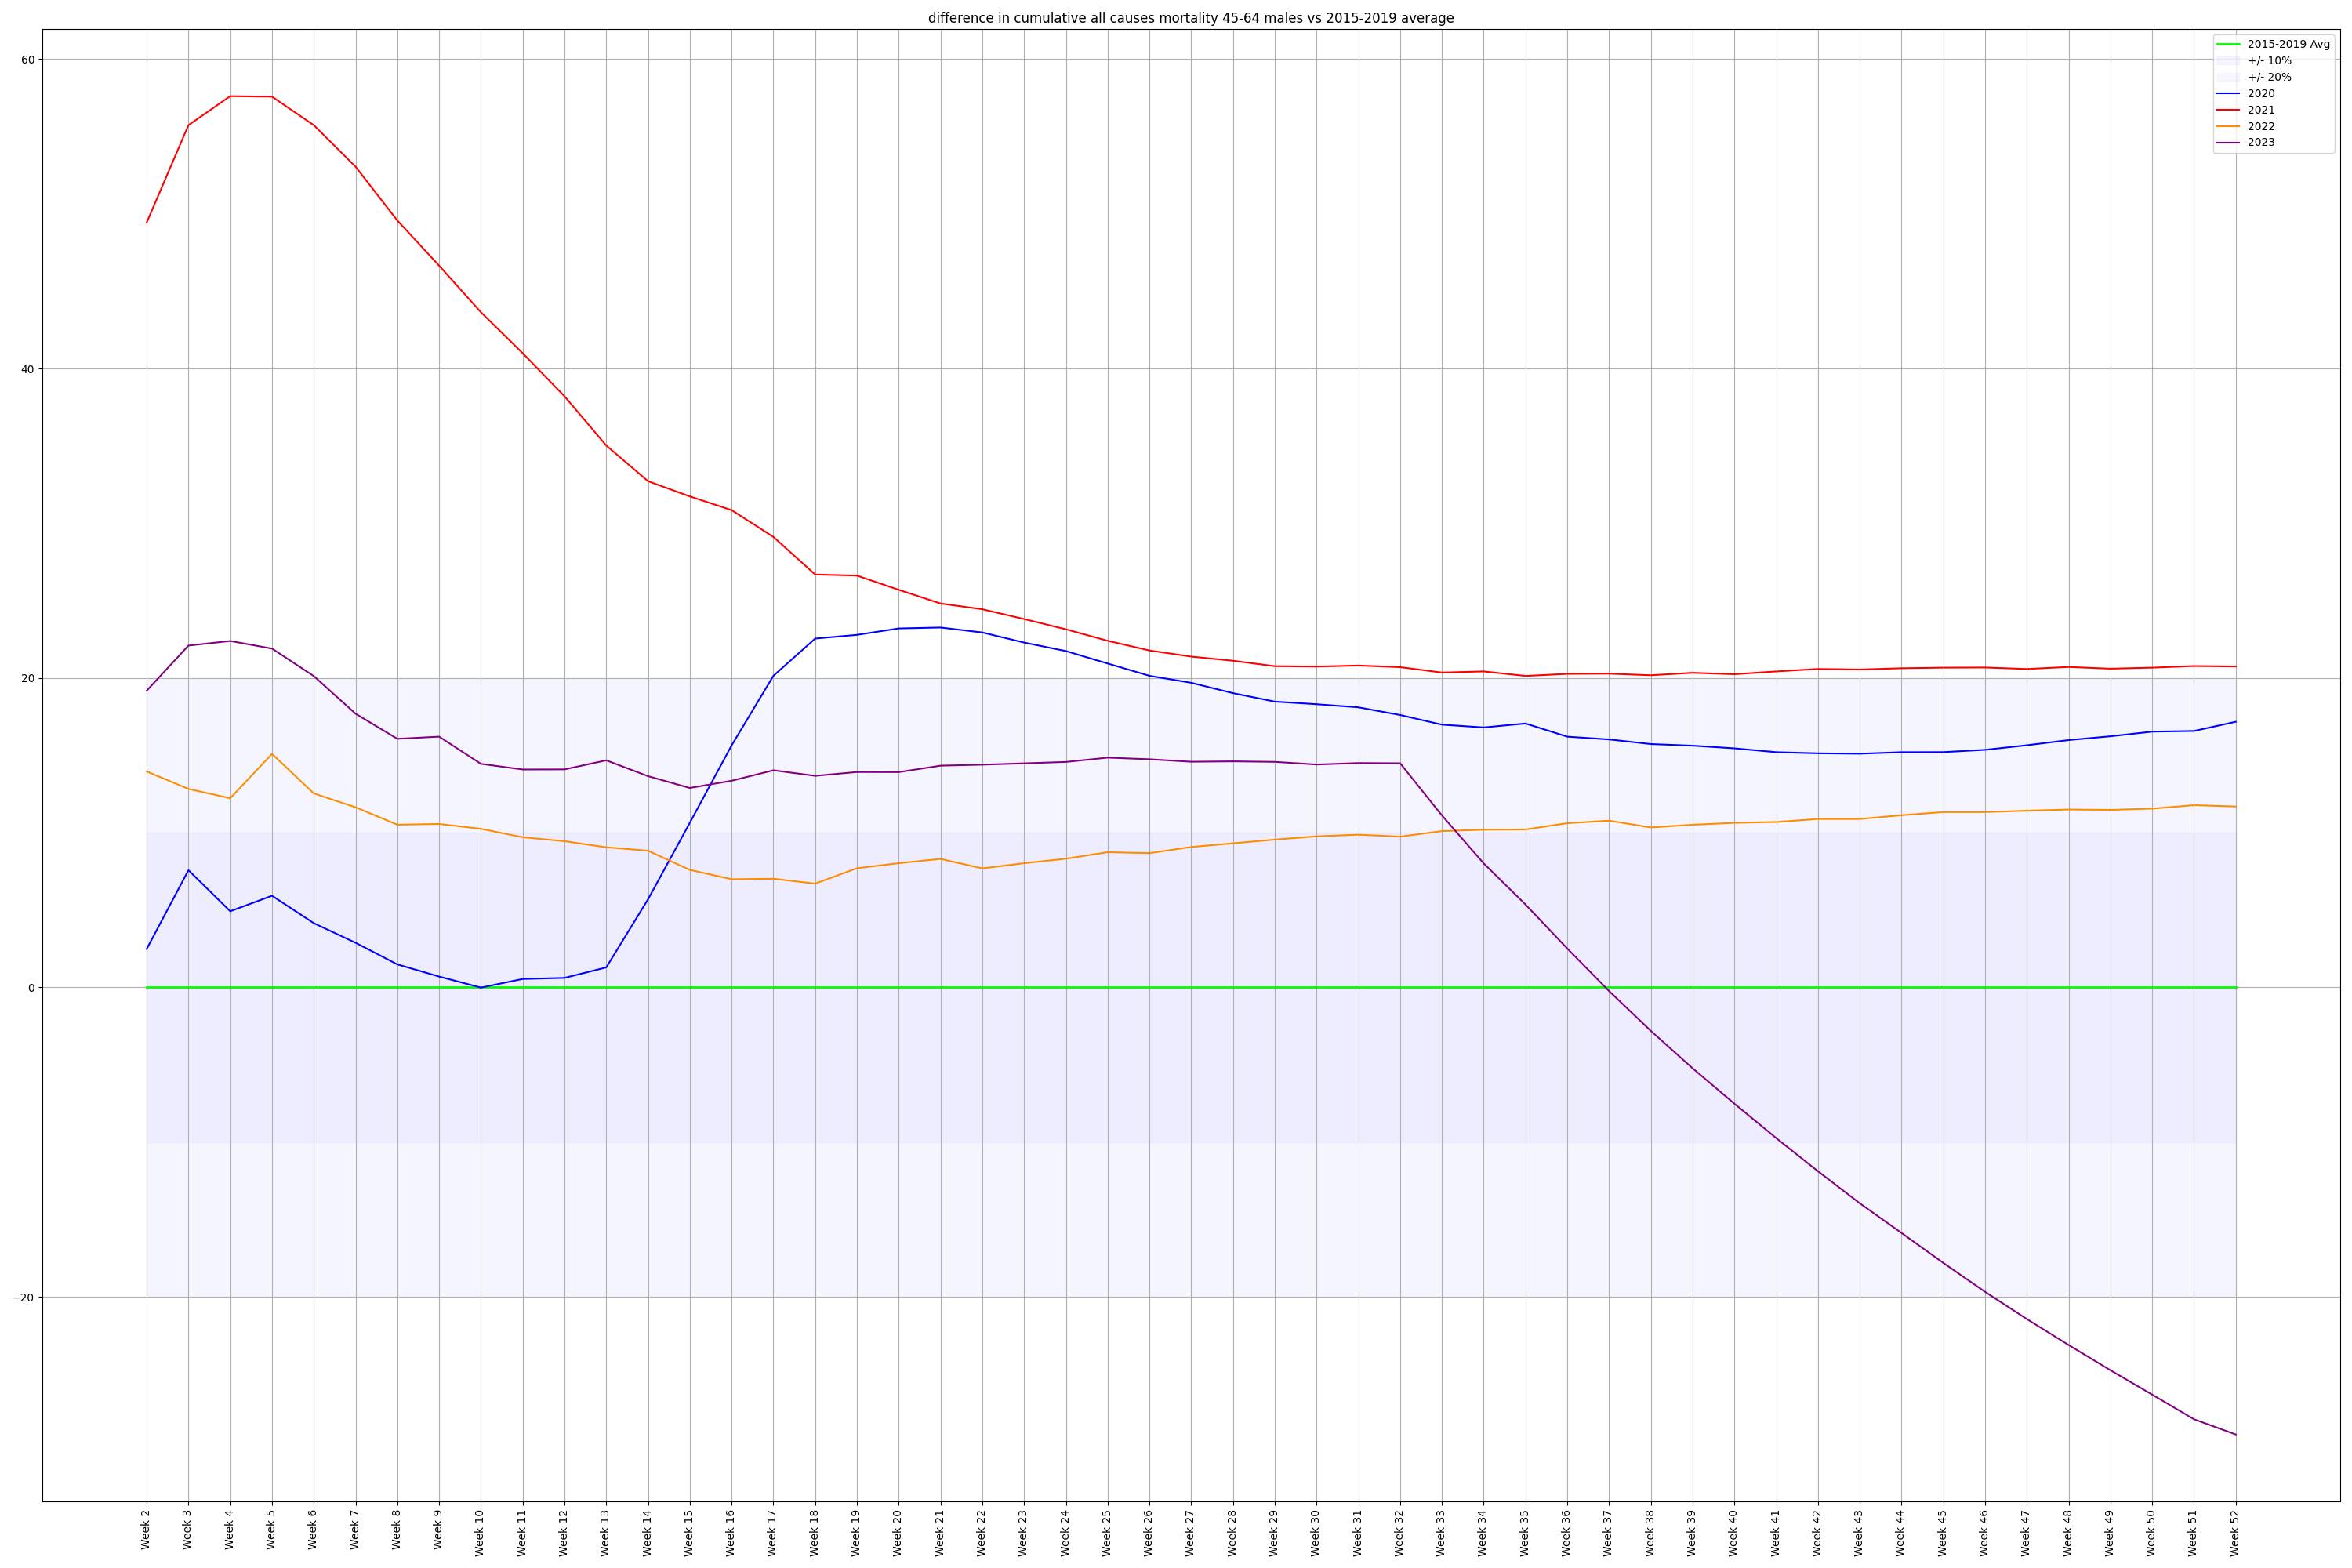 difference in cumulative all causes mortality 45-64 males vs 2015-2019 average
2015-2019 Avg
+/- 10%
+/- 20%
2020
2021
2022
2023
60
40
20
0
−20
Week 2
Week 3
Week 4
Week 5
Week 6
Week 7
Week 8
Week 9
Week 10
Week 11
Week 12
Week 13
Week 14
Week 15
Week 16
Week 17
Week 18
Week 19
Week 20
Week 21
Week 22
Week 23
Week 24
Week 25
Week 26
Week 27
Week 28
Week 29
Week 30
Week 31
Week 32
Week 33
Week 34
Week 35
Week 36
Week 37
Week 38
Week 39
Week 40
Week 41
Week 42
Week 43
Week 44
Week 45
Week 46
Week 47
Week 48
Week 49
Week 50
Week 51
Week 52